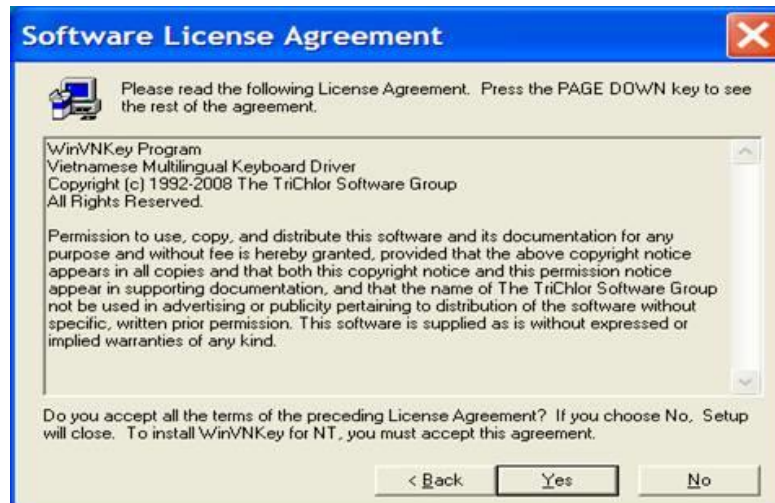 Software License Agreement
Please read the following License Agreement. Press the PAGE DOWN key to see
the rest of the agreement.
WinVNKey Program
Vietnamese Multilingual Keyboard Driver
Copyright (c) 1992-2008 The TriChlor Software Group
All Rights Reserved.
Permission to use, copy, and distribute this software and its documentation for any
purpose and without fee is hereby granted, provided that the above copyright notice
appears in all copies and that both this copyright notice and this permission notice
appear in supporting documentation, and that the name of The TriChlor Software Group
not be used in advertising or publicity pertaining to distribution of the software without
specific, written prior permission. This software is supplied as is without expressed or
implied warranties of any kind.
Do you accept all the terms of the preceding License Agreement? If you choose No, Setup
will close. To install WinVNKey for NT, you must accept this agreement.
< Back Yes No